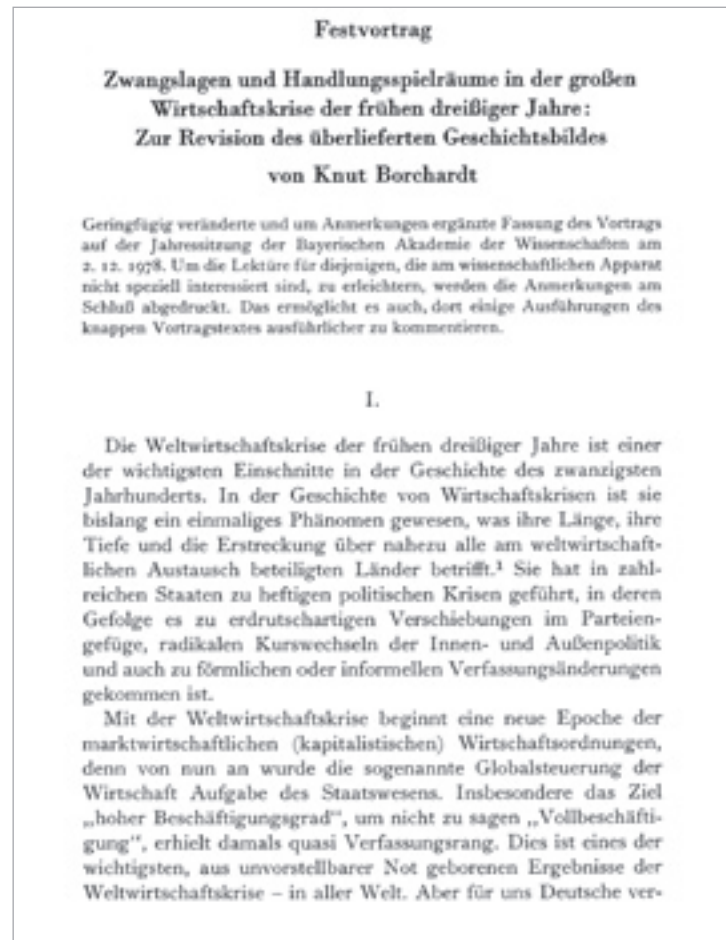 Festvortrag
Zwangslagen und Handlungsspielräume in der großen
Wirtschaftskrise der frühen dreißiger Jahre:
Zur Revision des überlieferten Geschichtsbildes
von Knut Borchardt
Geringfügig veränderte und um Anmerkungen ergänzte Fassung des Vortrags
auf der Jahressitzung der Bayerischen Akademie der Wissenschaften am
2. 12. 1978. Um die Lektüre für diejenigen, die am wissenschaftlichen Apparat
nicht speziell interessiert sind, zu erleichtern, werden die Anmerkungen am
Schluß abgedruckt. Das ermöglicht es auch, dort einige Ausführungen des
knappen Vortragstextes ausführlicher zu kommentieren.
I.
Die Weltwirtschaftskrise der frühen dreißiger Jahre ist einer
der wichtigsten Einschnitte in der Geschichte des zwanzigsten
Jahrhunderts. In der Geschichte von Wirtschaftskrisen ist sie
bislang ein einmaliges Phänomen gewesen, was ihre Länge, ihre
Tiefe und die Erstreckung über nahezu alle am weltwirtschaft-
lichen Austausch beteiligten Länder betrifft.¹ Sie hat in zahl-
reichen Staaten zu heftigen politischen Krisen geführt, in deren
Gefolge es zu erdrutschartigen Verschiebungen im Parteien-
gefüge, radikalen Kurswechseln der Innen- und Außenpolitik
und auch zu förmlichen oder informellen Verfassungsänderungen
gekommen ist.
Mit der Weltwirtschaftskrise beginnt eine neue Epoche der
marktwirtschaftlichen (kapitalistischen) Wirtschaftsordnungen,
denn von nun an wurde die sogenannte Globalsteuerung der
Wirtschaft Aufgabe des Staatswesens. Insbesondere das Ziel
„hoher Beschäftigungsgrad“, um nicht zu sagen „Vollbeschäfti-
gung“, erhielt damals quasi Verfassungsrang. Dies ist eines der
wichtigsten, aus unvorstellbarer Not geborenen Ergebnisse der
Weltwirtschaftskrise – in aller Welt. Aber für uns Deutsche ver-